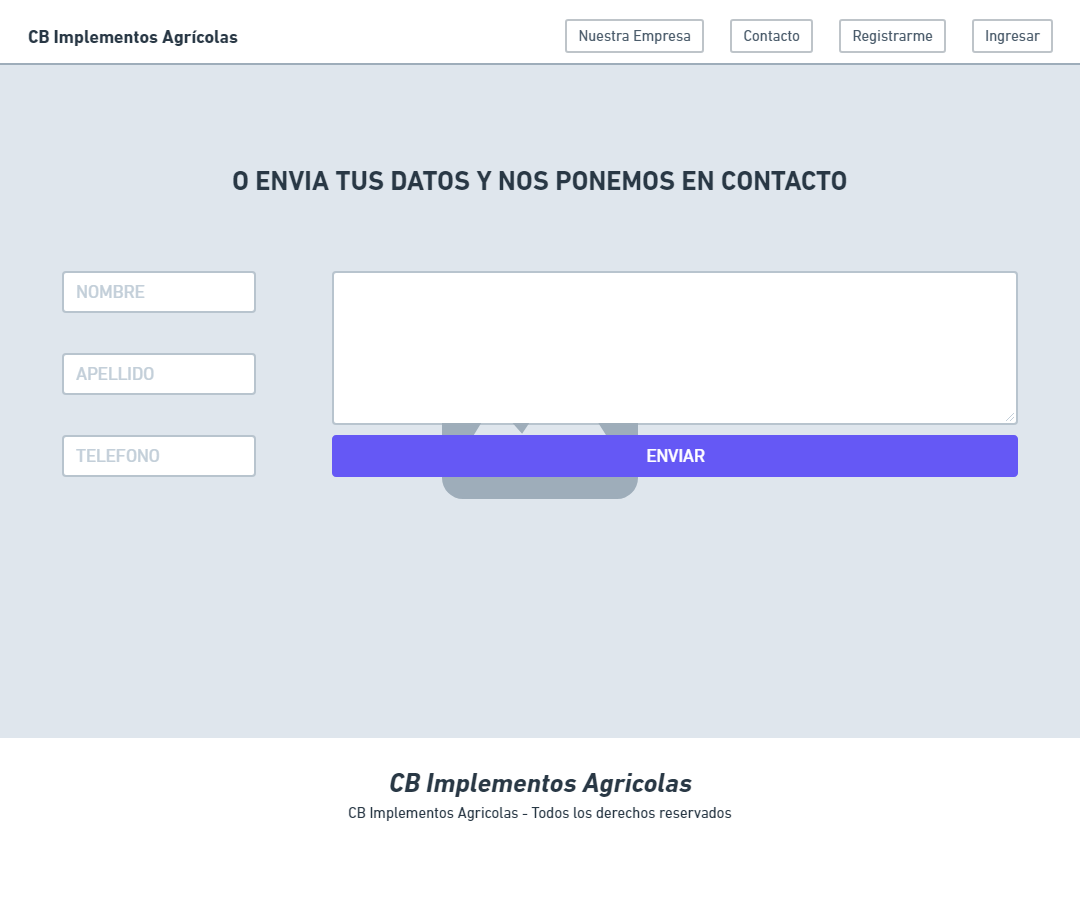 CB Implementos Agrícolas
Nuestra Empresa
Contacto
Registrarme
Ingresar
O ENVIA TUS DATOS Y NOS PONEMOS EN CONTACTO
NOMBRE
APELLIDO
TELEFONO
ENVIAR
CB Implementos Agricolas
CB Implementos Agricolas - Todos los derechos reservados